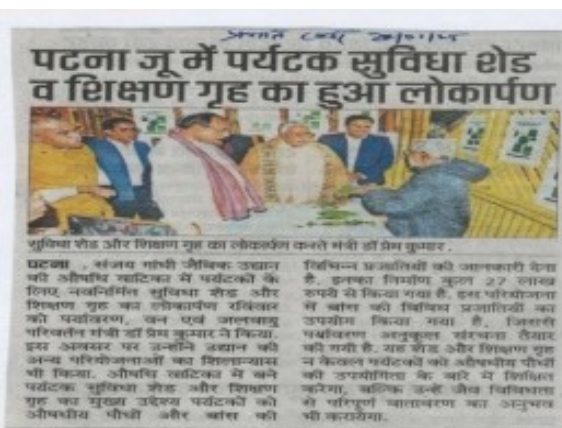 पटना जू में पर्यटक सुविधा शेड
व शिक्षण गृह का हुआ लोकार्पण
सुविधा शेड और शिक्षण गृह का लोकार्पण करते मंत्री डॉ प्रेम कुमार .
पटना . संजय गांधी जैविक उद्यान
की औषधि वाटिका में पर्यटकों के
लिए नवनिर्मित सुविधा शेड और
शिक्षण गृह का लोकार्पण रविवार
को पर्यावरण, वन एवं जलवायु
परिवर्तन मंत्री डॉ प्रेम कुमार ने किया.
इस अवसर पर उन्होंने उद्यान की
अन्य परियोजनाओं का शिलान्यास
भी किया. औषधि वाटिका में बने
पर्यटक सुविधा शेड और शिक्षण
गृह का मुख्य उद्देश्य पर्यटकों को
औषधीय पौधों और बांस की
विभिन्न प्रजातियों की जानकारी देना
है. इनका निर्माण कुल 27 लाख
रुपये से किया गया है. इस परियोजना
में बांस की विविध प्रजातियों का
उपयोग किया गया है, जिससे
पर्यावरण अनुकूल संरचना तैयार
की गयी है. यह शेड और शिक्षण गृह
न केवल पर्यटकों को औषधीय पौधों
की उपयोगिता के बारे में शिक्षित
करेगा, बल्कि उन्हें जैव विविधता
से परिपूर्ण वातावरण का अनुभव
भी करायेगा.